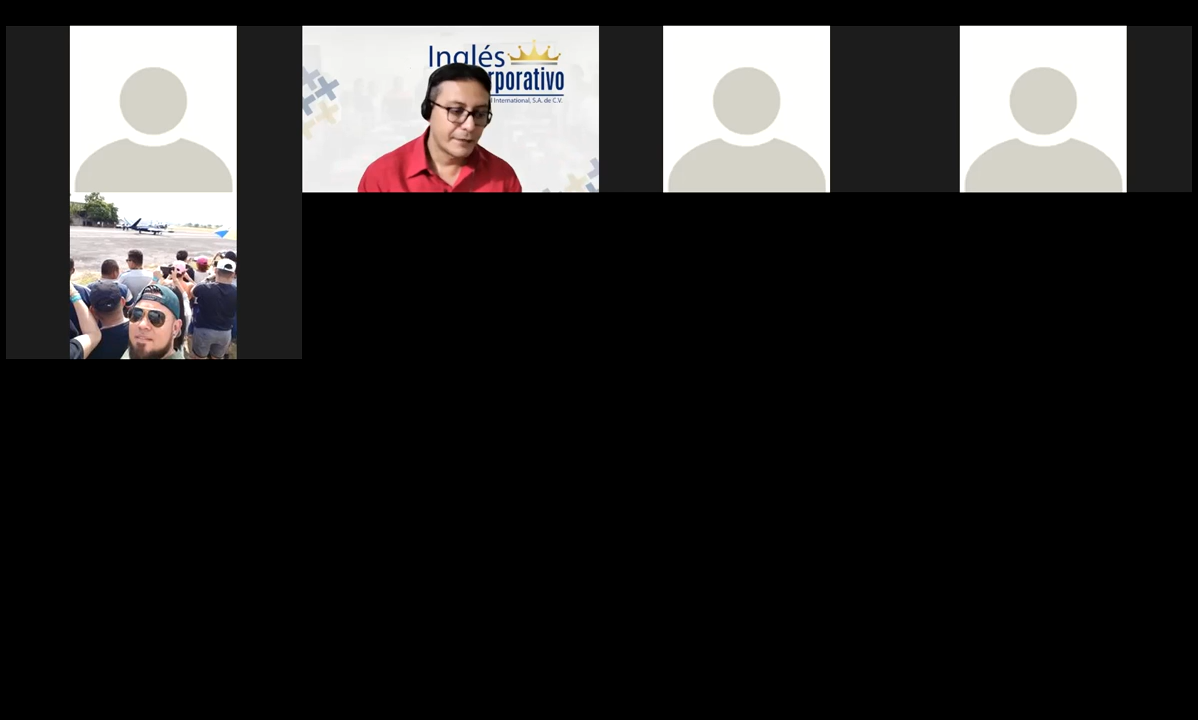 Inglés
rporativo
l International, S.A. de C.V.